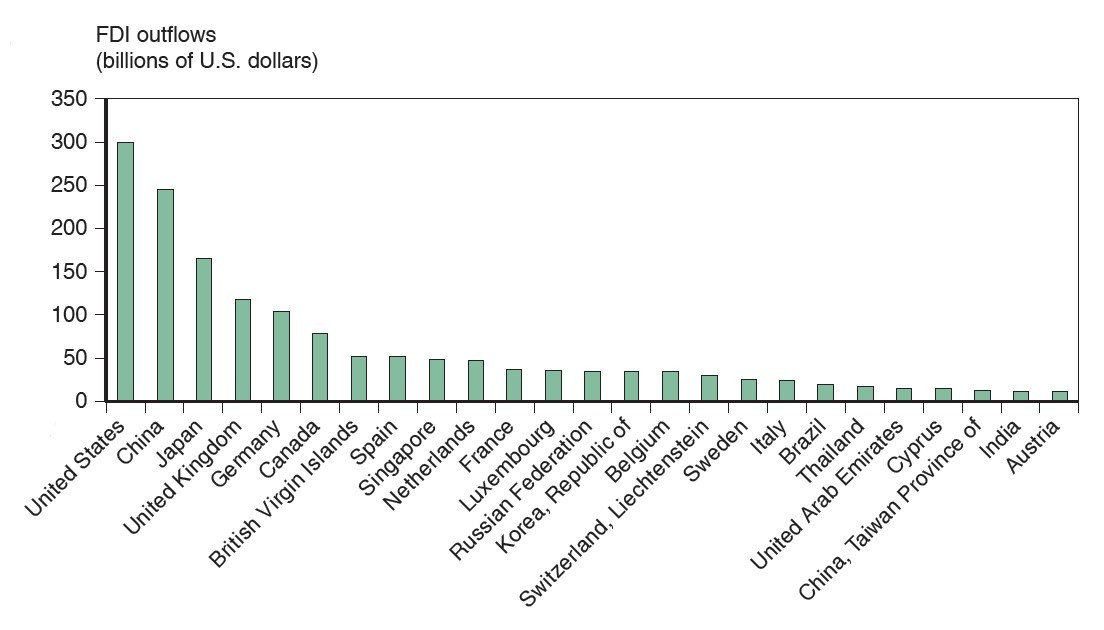 FDI outflows
(billions of U.S. dollars)
350
300
250
200
150
100
50
0
United States
China
Japan
United Kingdom
Germany
Canada
British Virgin Islands
Spain
Singapore
Netherlands
France
Luxembourg
Russian Federation
Korea, Republic of
Belgium
Switzerland, Liechtenstein
Sweden
Italy
Brazil
Thailand
United Arab Emirates
Cyprus
China, Taiwan Province of
India
Austria